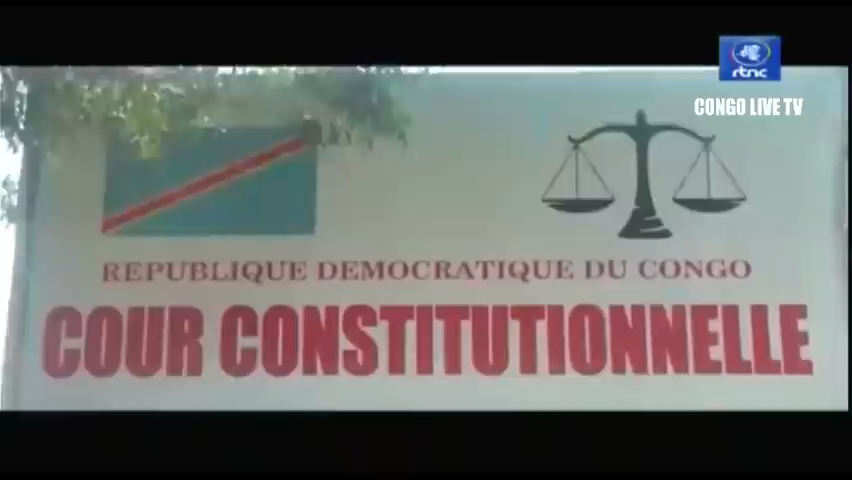 rtnc
CONGO LIVE TV
REPUBLIQUE DEMOCRATIQUE DU CONGO
COUR CONSTITUTIONNELLE